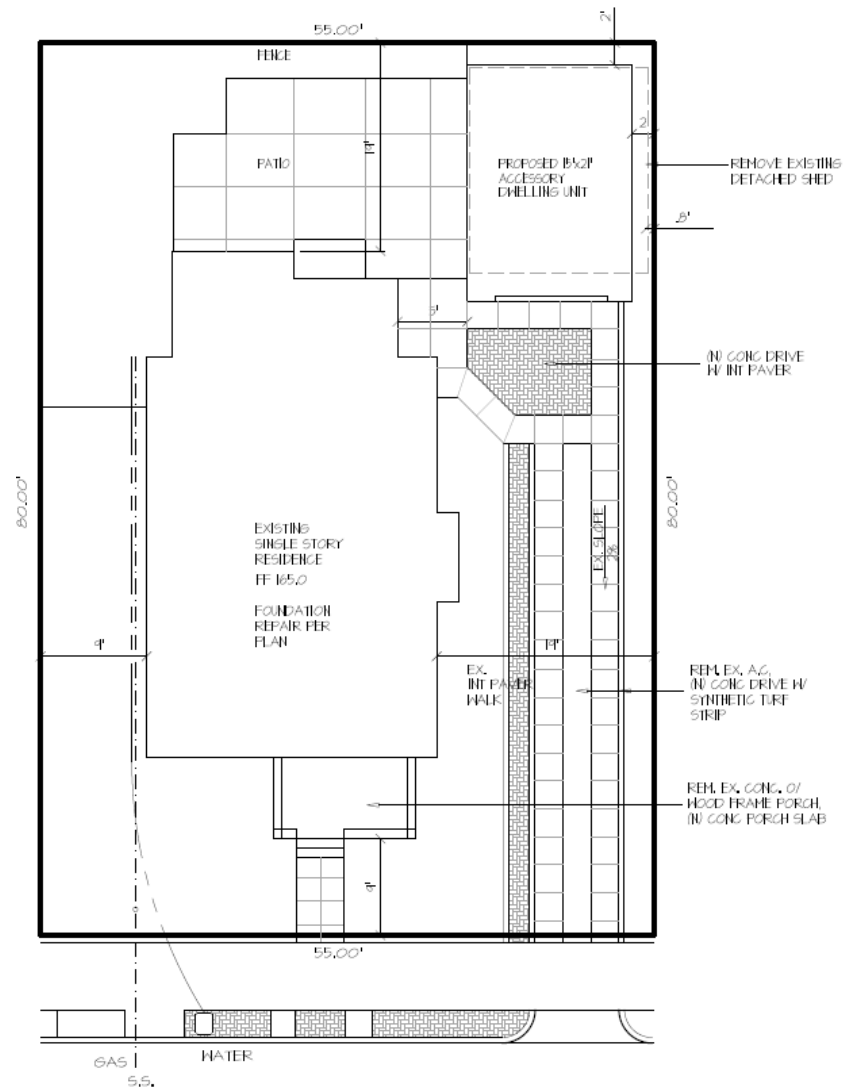 55.00'
2'
FENCE
19'
2
PATIO
PROPOSED 15'x21'
ACCESSORY
DWELLING UNIT
REMOVE EXISTING
DETACHED SHED
.8'
5'
(N) CONC DRIVE
W/ INT PAVER
80.00'
80.00'
EX. SLOPE
2%
EXISTING
SINGLE STORY
RESIDENCE
FF 165.0
FOUNDATION
REPAIR PER
PLAN
9'
19'
EX.
INT PAVER
WALK
REM. EX. A.C.
(N) CONC DRIVE W/
SYNTHETIC TURF
STRIP
REM. EX. CONC. O/
WOOD FRAME PORCH,
(N) CONC PORCH SLAB
9'
55.00'
GAS
WATER
S.S.